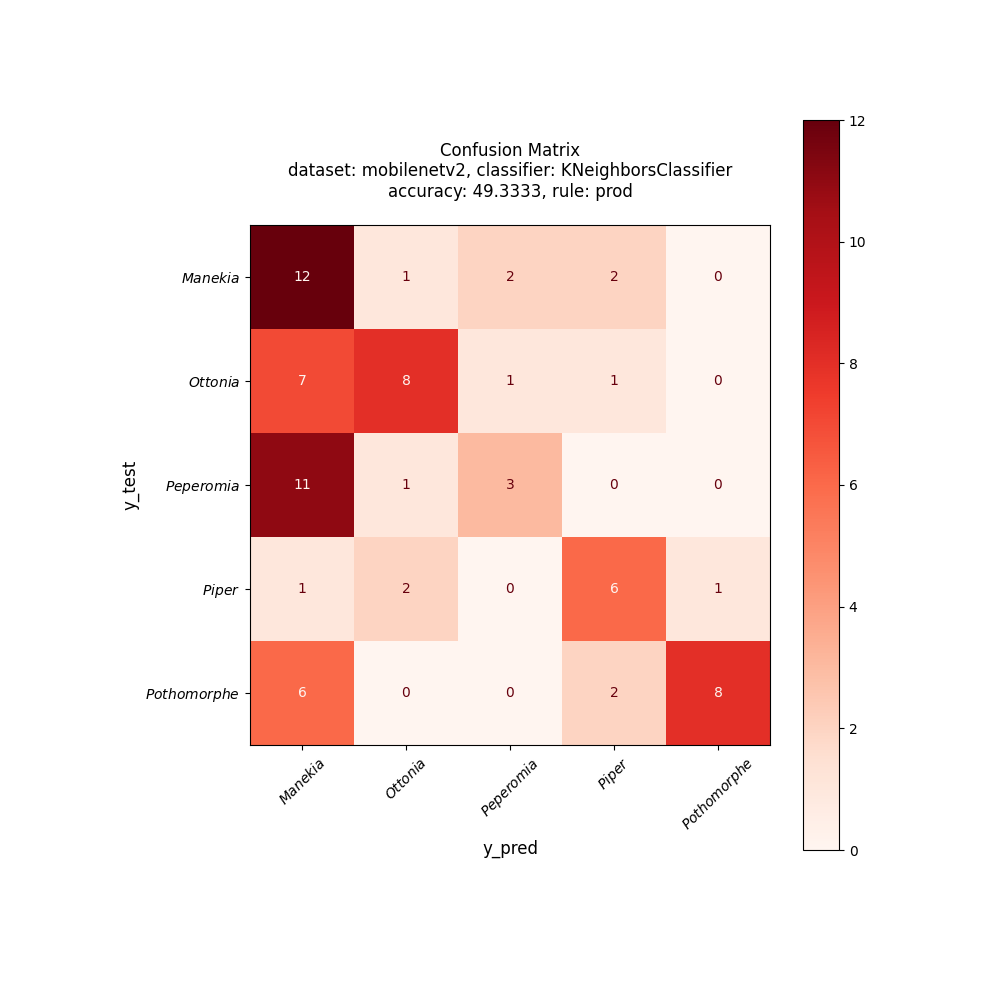 Confusion Matrix
dataset: mobilenetv2, classifier: KNeighborsClassifier
accuracy: 49.3333, rule: prod
y_test
Manekia 12 1 2 2 0
Ottonia 7 8 1 1 0
Peperomia 11 1 3 0 0
Piper 1 2 0 6 1
Pothomorphe 6 0 0 2 8
Manekia Ottonia Peperomia Piper Pothomorphe
y_pred
12
10
8
6
4
2
0